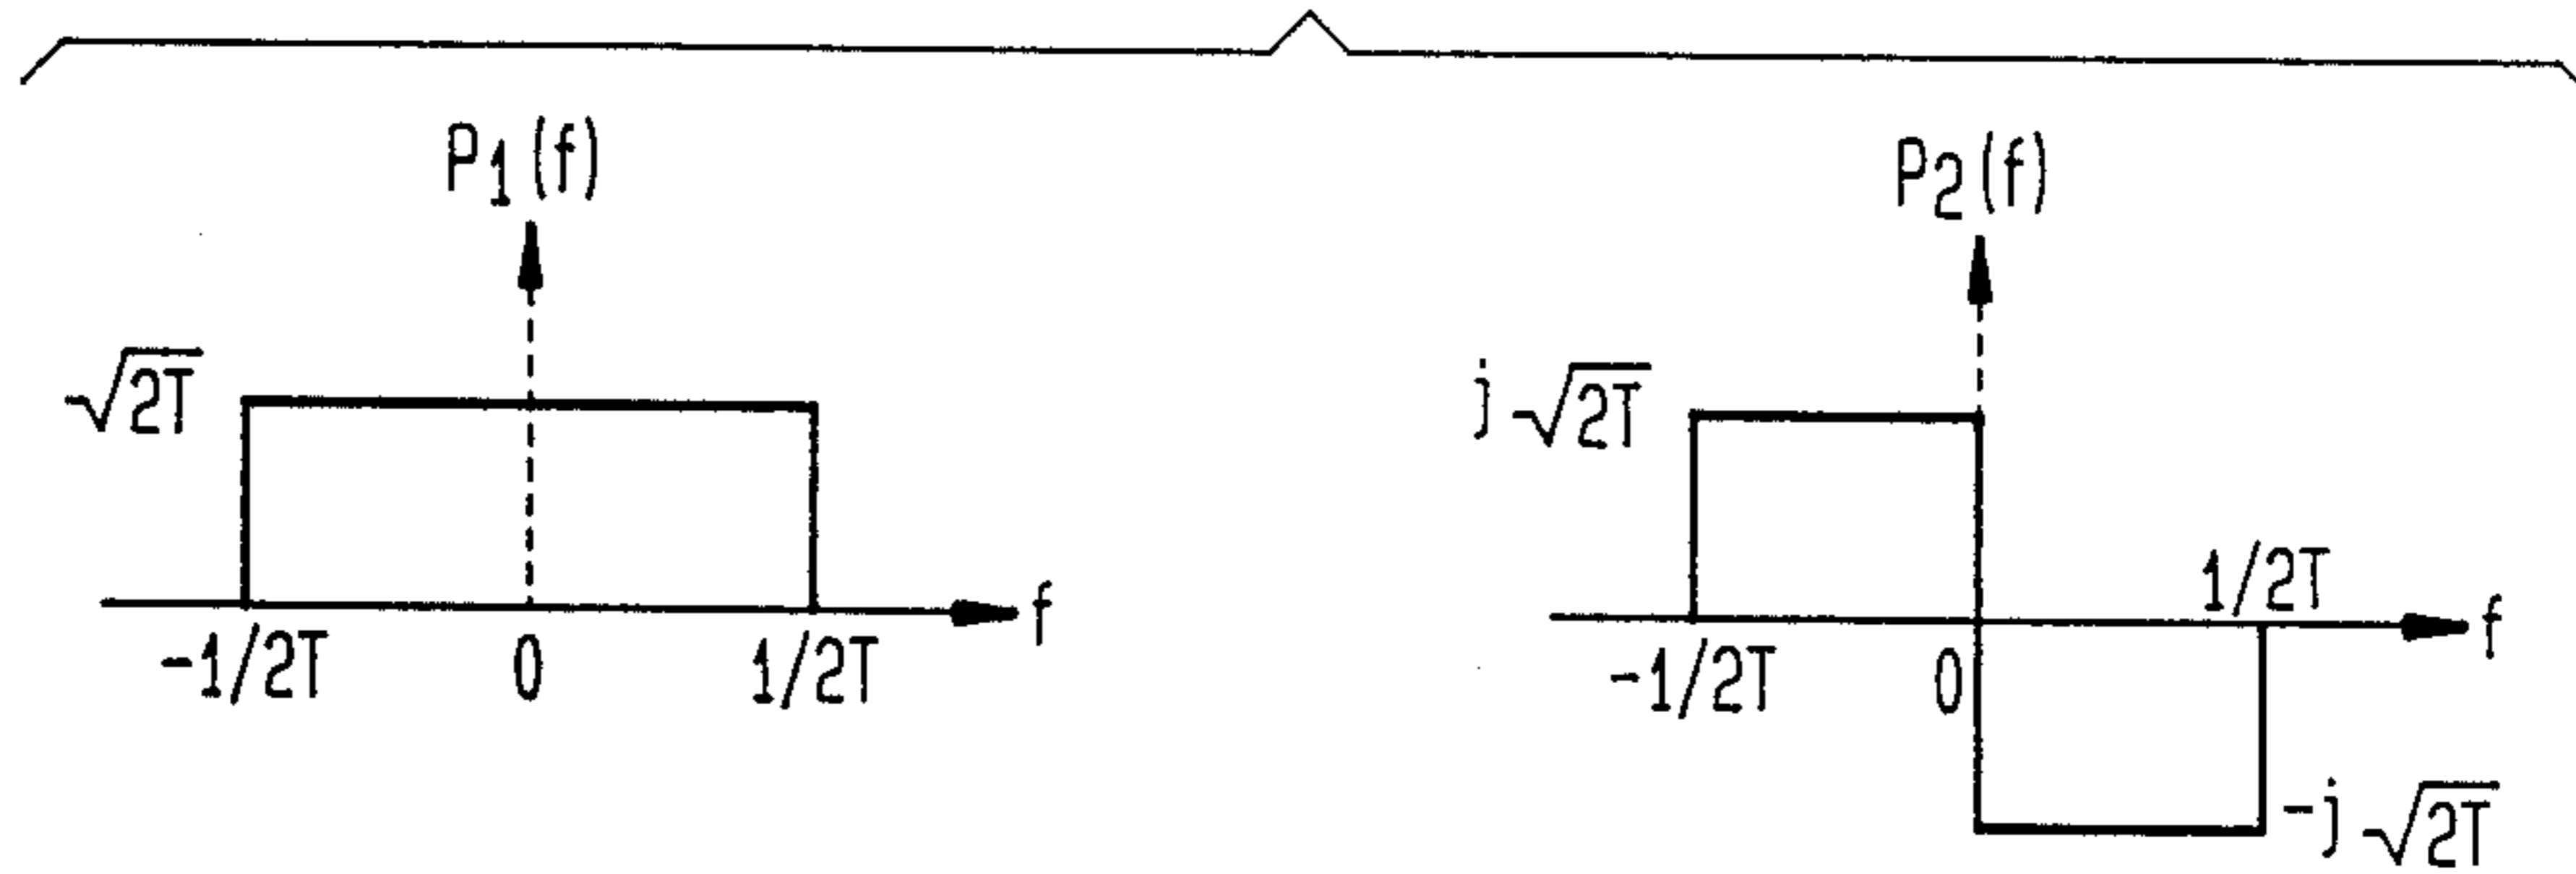 P1(f)
√2T
-1/2T 0 1/2T f
P2(f)
j√2T
1/2T
f
-1/2T 0
-j√2T